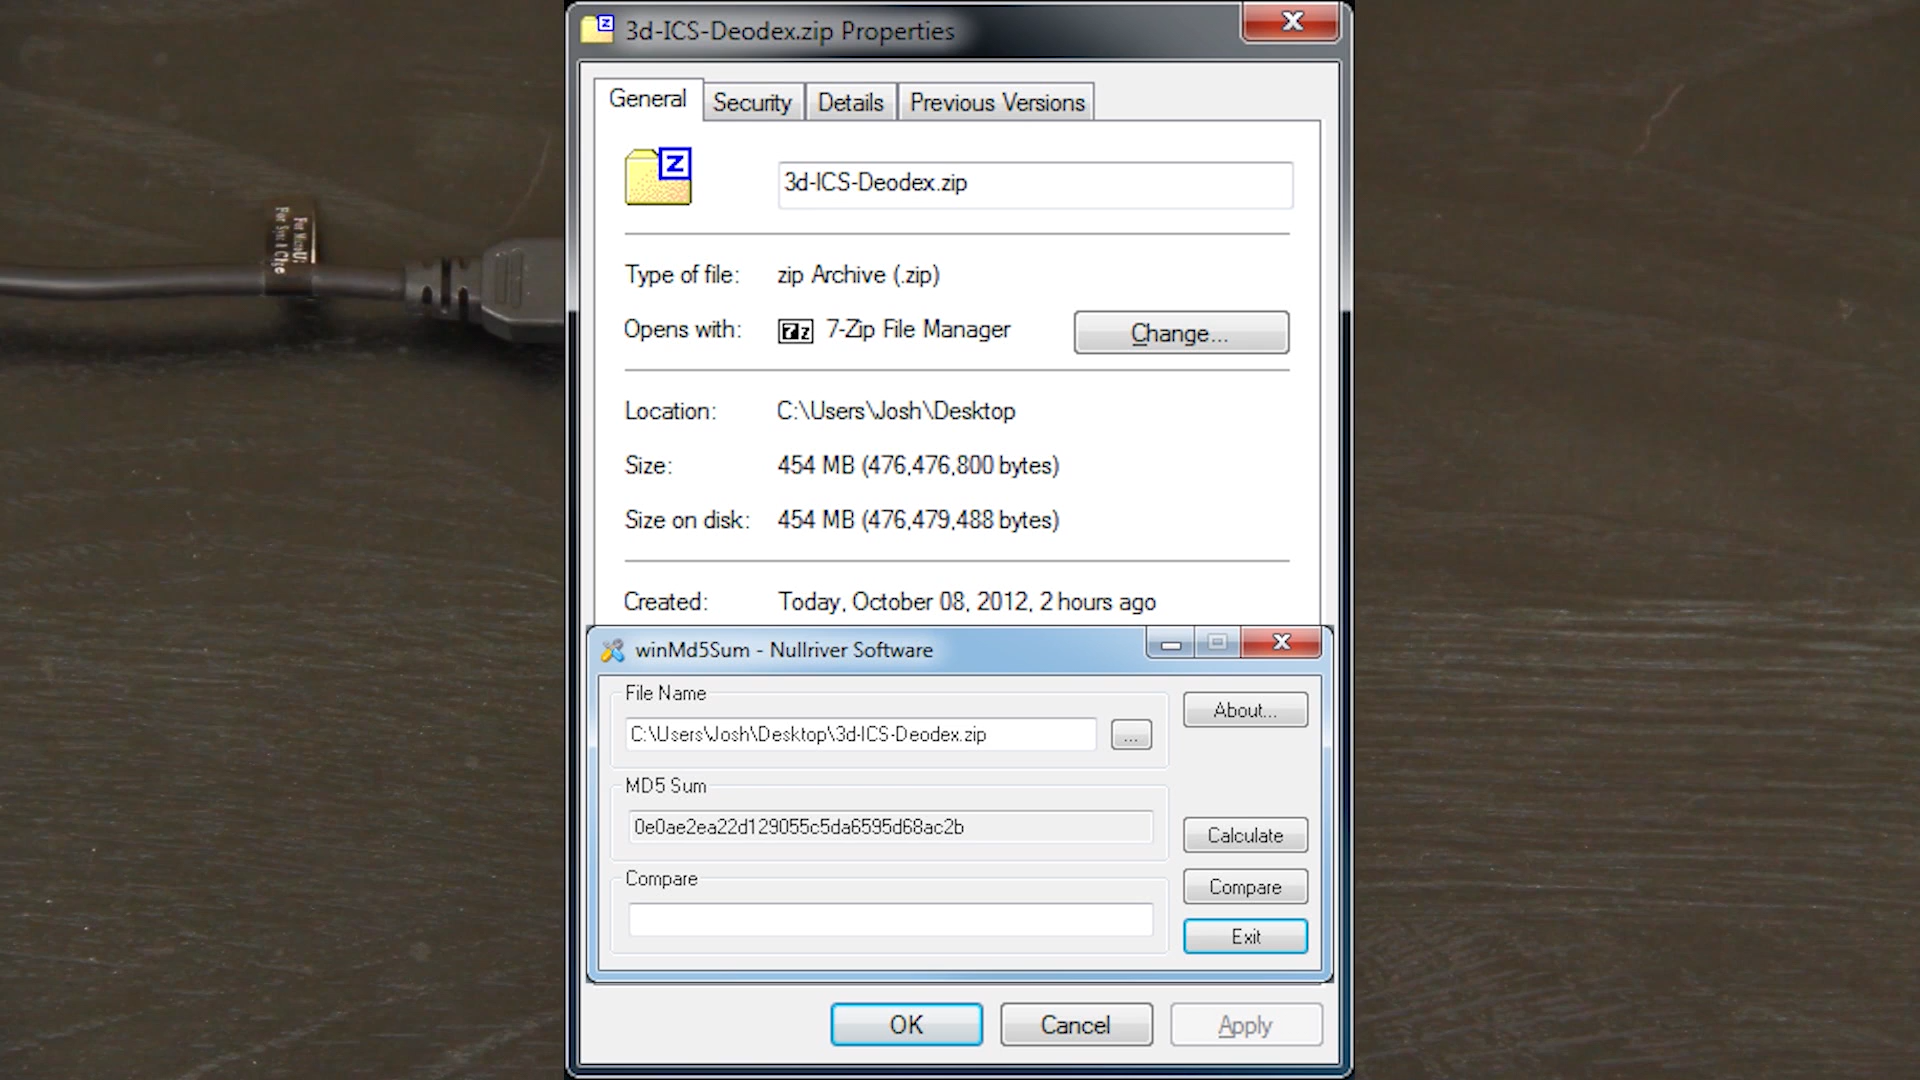 3d-ICS-Deodex.zip Properties
General
Security
Details
Previous Versions
3d-ICS-Deodex.zip
Type of file: zip Archive (.zip)
Opens with: 7-Zip File Manager
Change...
Location: C:\Users\Josh\Desktop
Size: 454 MB (476,476,800 bytes)
Size on disk: 454 MB (476,479,488 bytes)
Created: Today, October 08, 2012, 2 hours ago
winMd5Sum - Nullriver Software
File Name
C:\Users\Josh\Desktop\3d-ICS-Deodex.zip
...
About...
MD5 Sum
0e0ae2ea22d129055c5da6595d68ac2b
Calculate
Compare
Compare
Exit
OK
Cancel
Apply